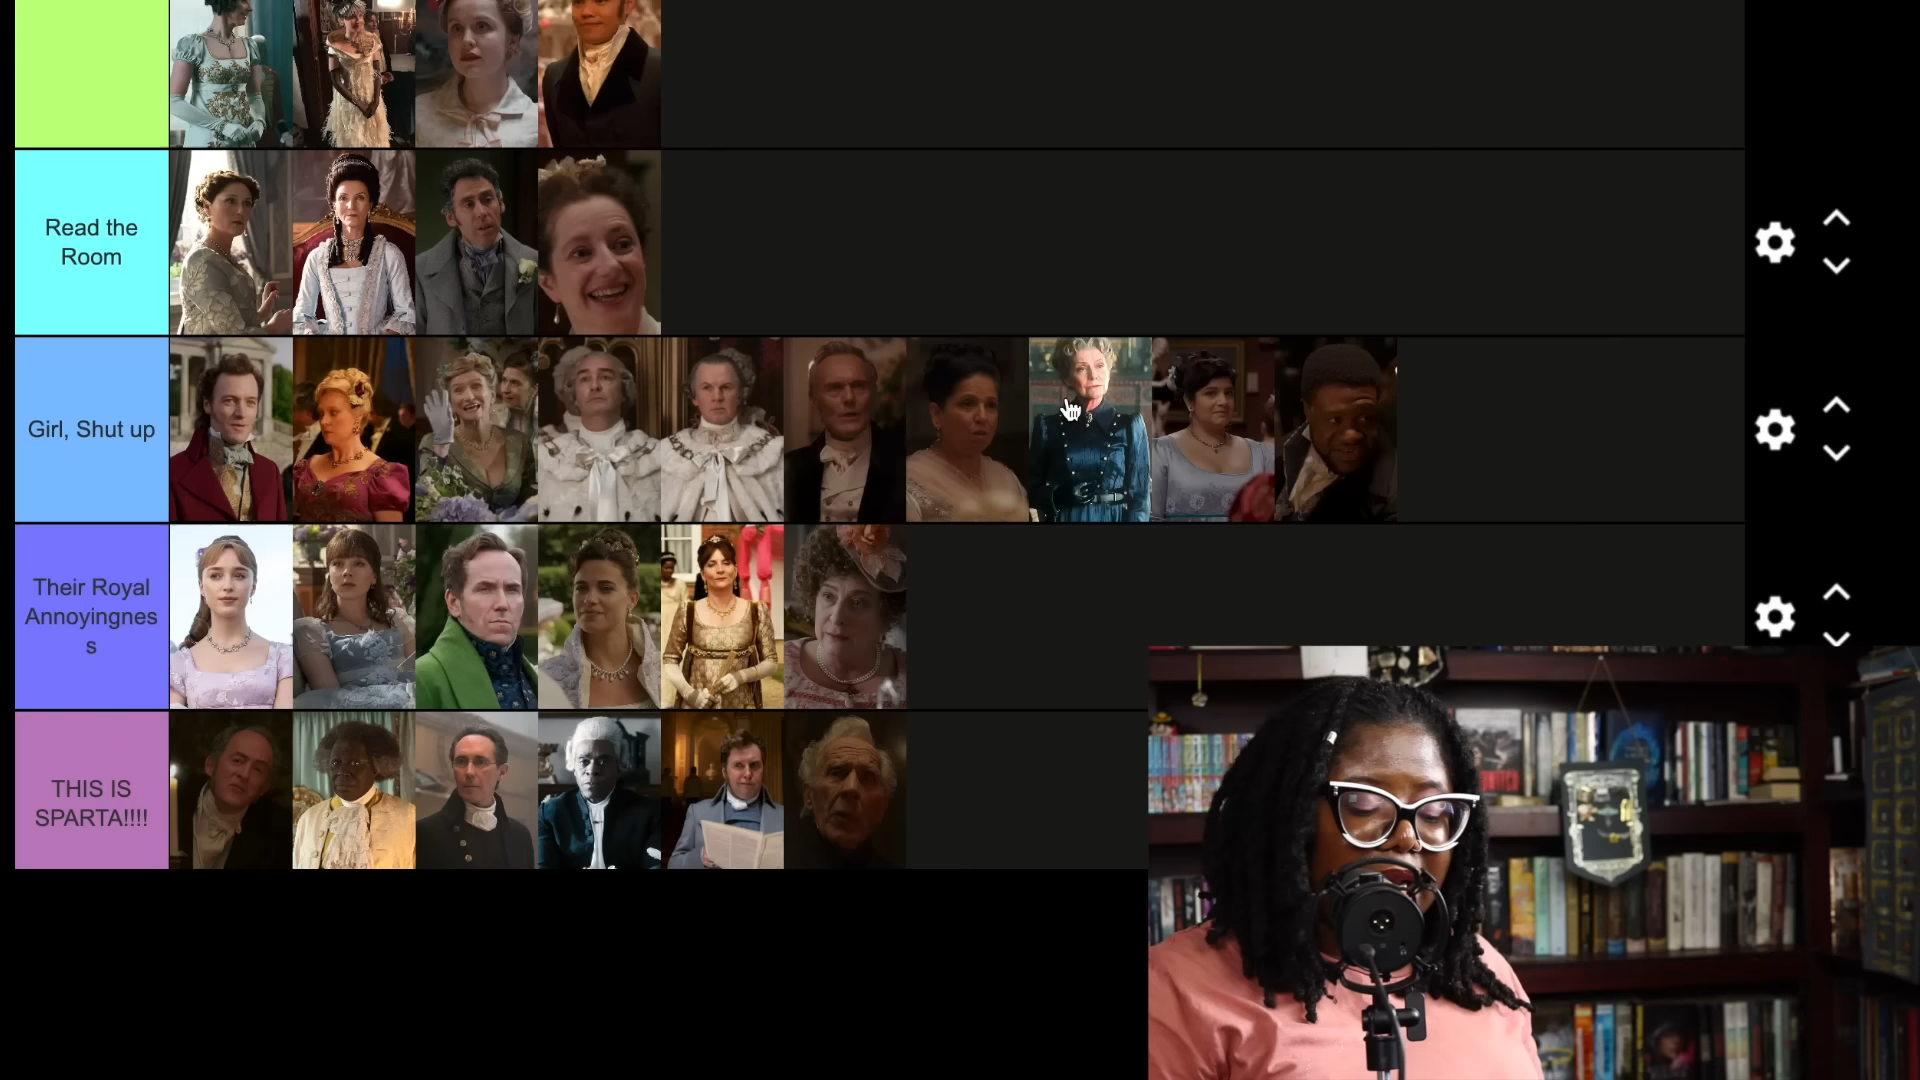 Read the
Room
Girl, Shut up
Their Royal
Annoyingnes
s
THIS IS
SPARTA!!!!